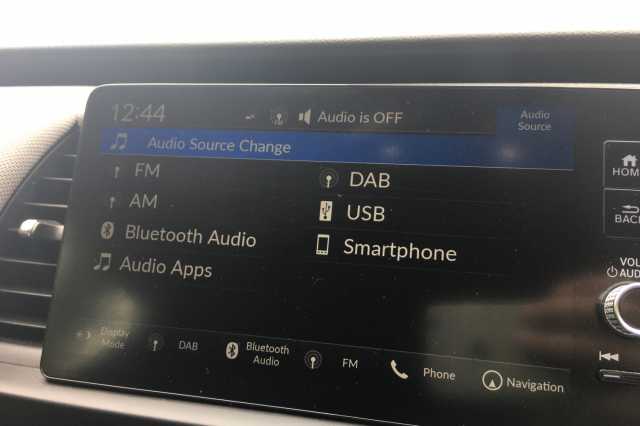 12:44
Audio is OFF
Audio
Source
Audio Source Change
FM
DAB
AM
USB
Bluetooth Audio
Smartphone
Audio Apps
Display
Mode
DAB
Bluetooth
Audio
FM
Phone
Navigation
HOME
BACK
VOL
AUD